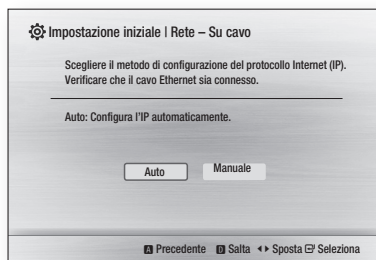 Impostazione iniziale | Rete – Su cavo
Scegliere il metodo di configurazione del protocollo Internet (IP).
Verificare che il cavo Ethernet sia connesso.
Auto: Configura l'IP automaticamente.
Auto Manuale
A Precedente D Salta Sposta Seleziona